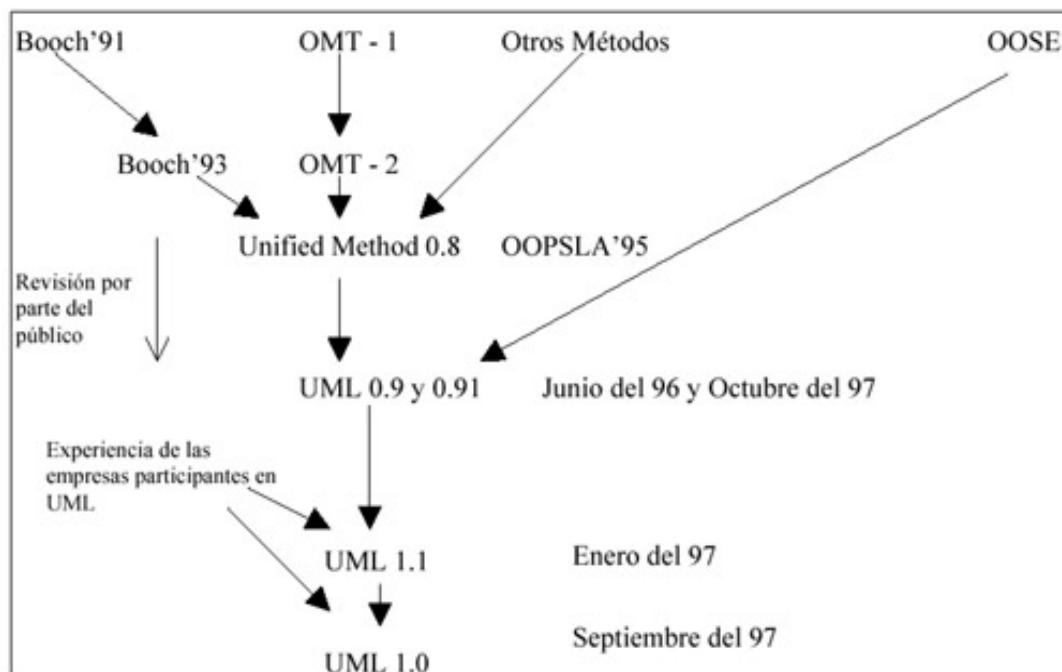 Booch’91 OMT - 1 Otros Métodos OOSE
Booch’93 OMT - 2
Unified Method 0.8 OOPSLA’95
Revisión por
parte del
público
UML 0.9 y 0.91 Junio del 96 y Octubre del 97
Experiencia de las
empresas participantes en
UML
UML 1.1 Enero del 97
UML 1.0 Septiembre del 97